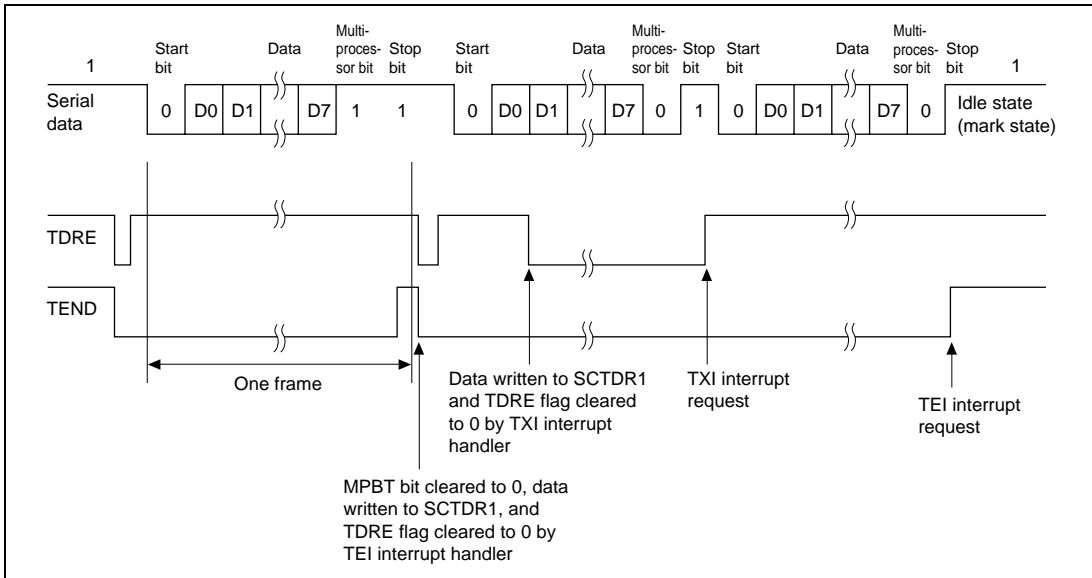 Start bit
Data
Multi-proces-sor bit
Stop bit
Start bit
Data
Multi-proces-sor bit
Stop bit
Start bit
Data
Multi-proces-sor bit
Stop bit
1
1
Serial data
0 D0 D1 D7 1 1 0 D0 D1 D7 0 1 0 D0 D1 D7 0
Idle state (mark state)
TDRE
TEND
One frame
Data written to SCTDR1
and TDRE flag cleared
to 0 by TXI interrupt
handler
TXI interrupt
request
TEI interrupt
request
MPBT bit cleared to 0, data
written to SCTDR1, and
TDRE flag cleared to 0 by
TEI interrupt handler